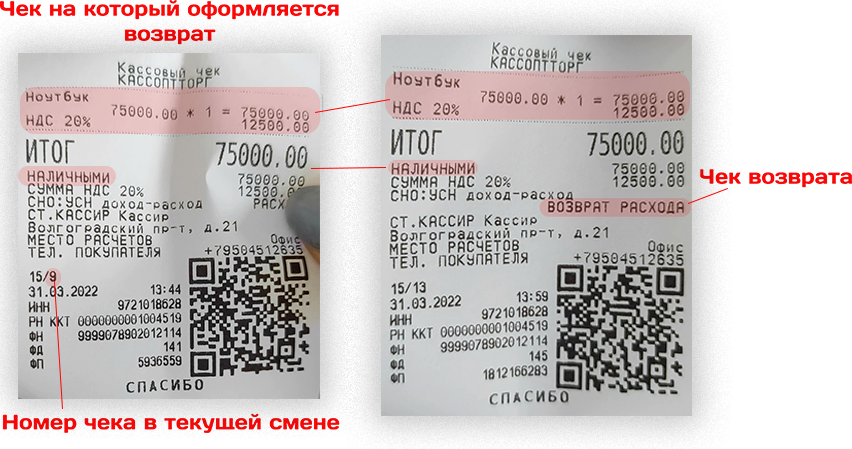 Чек на который оформляется
возврат
Кассовый чек
КАССОПТТОРГ
Ноутбук
75000.00 * 1 = 75000.00
НДС 20% 12500.00
ИТОГ 75000.00
НАЛИЧНЫМИ 75000.00
СУММА НДС 20%
СНО:УСН доход-расход
СТ.КАССИР Кассир
Волгоградский пр-т, д.21
МЕСТО РАСЧЕТОВ Офис
ТЕЛ. ПОКУПАТЕЛЯ +79504512635
15/9
31.03.2022 13:44
ИНН 9721018628
РН ККТ 0000000001004519
ФН 9999078902012114
ФД 141
ФП 5936559
СПАСИБО
Номер чека в текущей смене
Кассовый чек
КАССОПТТОРГ
Ноутбук
75000.00 * 1 = 75000.00
НДС 20% 12500.00
ИТОГ 75000.00
НАЛИЧНЫМИ 75000.00
СУММА НДС 20% 12500.00
СНО:УСН доход-расход
ВОЗВРАТ РАСХОДА
СТ.КАССИР Кассир
Волгоградский пр-т, д.21
МЕСТО РАСЧЕТОВ Офис
ТЕЛ. ПОКУПАТЕЛЯ +79504512635
15/13
31.03.2022 13:59
ИНН 9721018628
РН ККТ 0000000001004519
ФН 9999078902012114
ФД 145
ФП 1812166283
СПАСИБО
Чек возврата